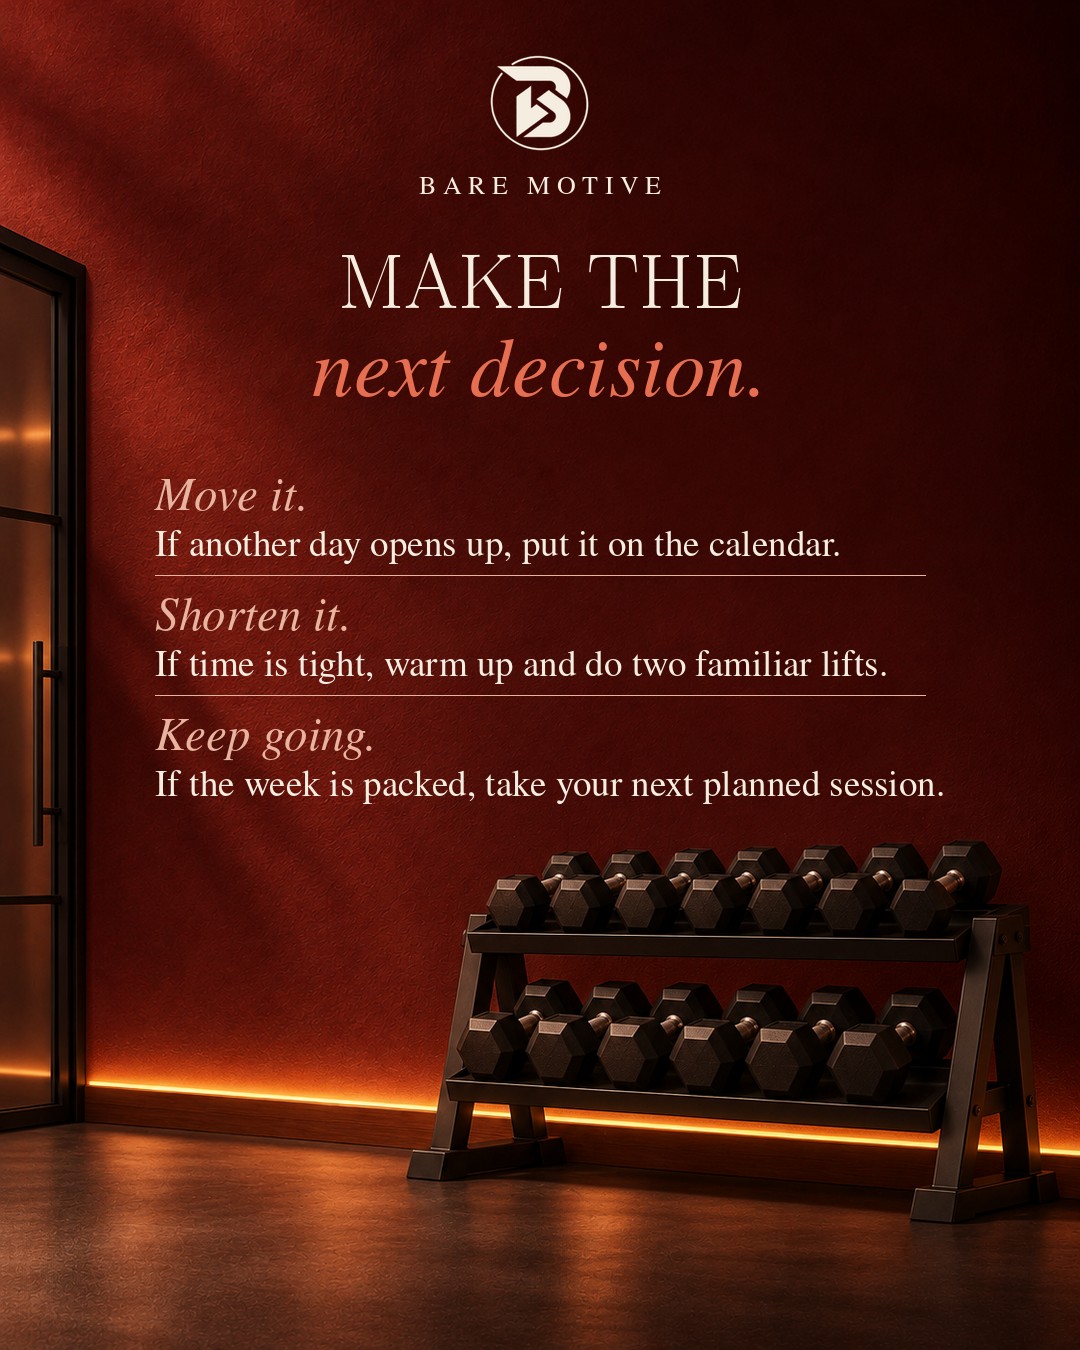 BARE MOTIVE
MAKE THE
next decision.
Move it.
If another day opens up, put it on the calendar.
Shorten it.
If time is tight, warm up and do two familiar lifts.
Keep going.
If the week is packed, take your next planned session.